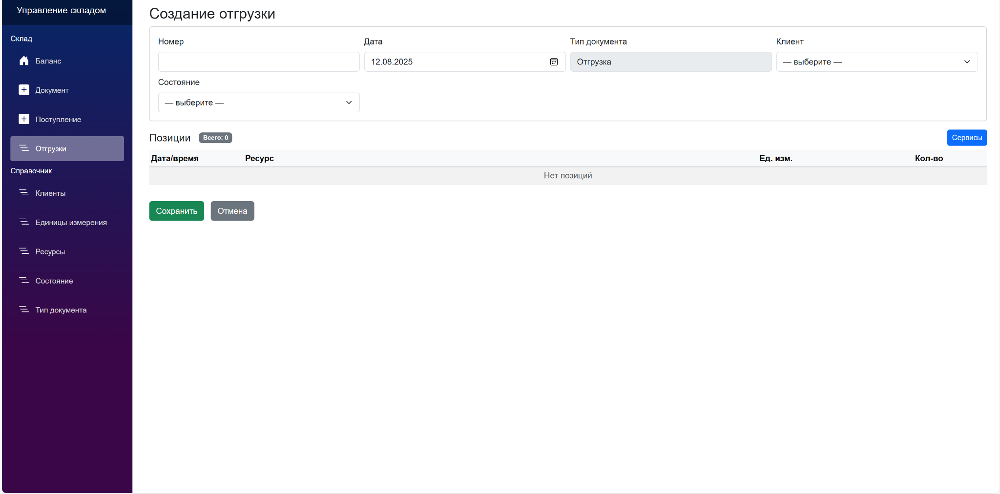 Управление складом
Склад
Баланс
Документ
Поступление
Отгрузки
Справочник
Клиенты
Единицы измерения
Ресурсы
Состояние
Тип документа
Создание отгрузки
Номер
Дата
12.08.2025
Тип документа
Отгрузка
Клиент
— выберите —
Состояние
— выберите —
Позиции Всего: 0
Сервисы
Дата/время Ресурс Ед. изм. Кол-во
Нет позиций
Сохранить Отмена